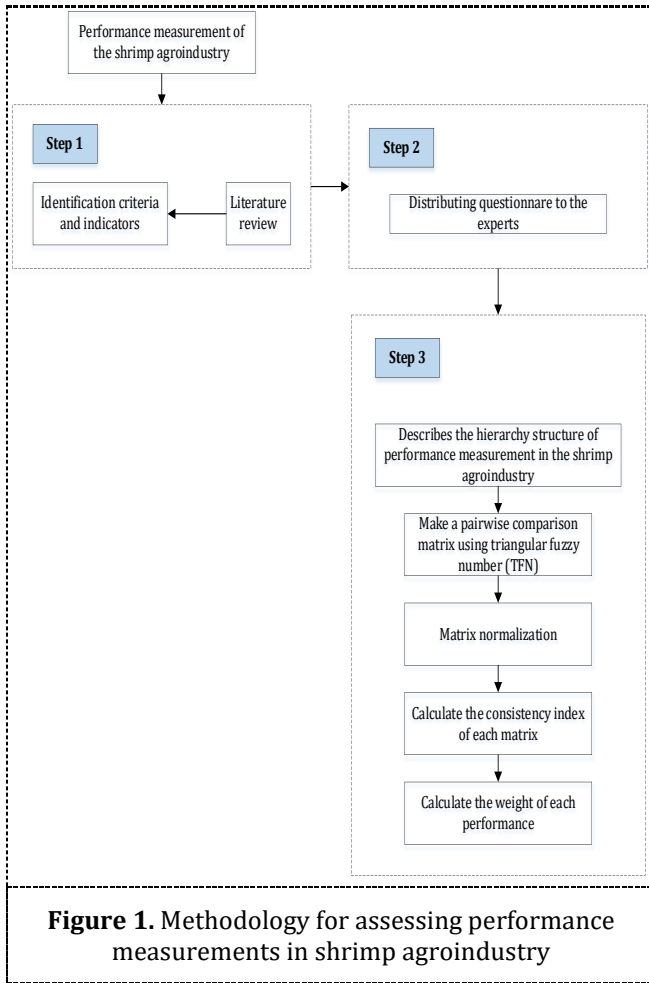 Performance measurement of
the shrimp agroindustry
Step 1
Identification criteria
and indicators
Literature
review
Step 2
Distributing questionnare to the
experts
Step 3
Describes the hierarchy structure of
performance measurement in the shrimp
agroindustry
Make a pairwise comparison
matrix using triangular fuzzy
number (TFN)
Matrix normalization
Calculate the consistency index
of each matrix
Calculate the weight of each
performance
Figure 1. Methodology for assessing performance
measurements in shrimp agroindustry